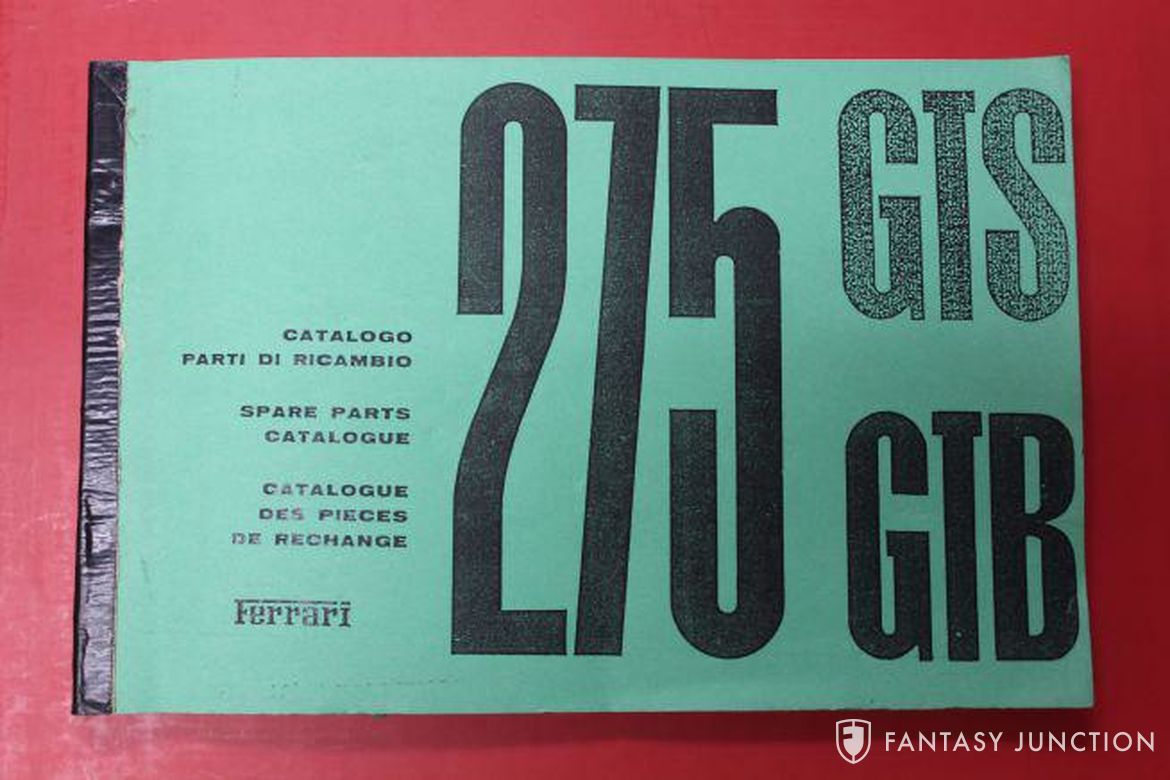 CATALOGO
PARTI DI RICAMBIO
SPARE PARTS
CATALOGUE
CATALOGUE
DES PIECES
DE RECHANGE
Ferrari
275
GTS
GTB
FANTASY JUNCTION